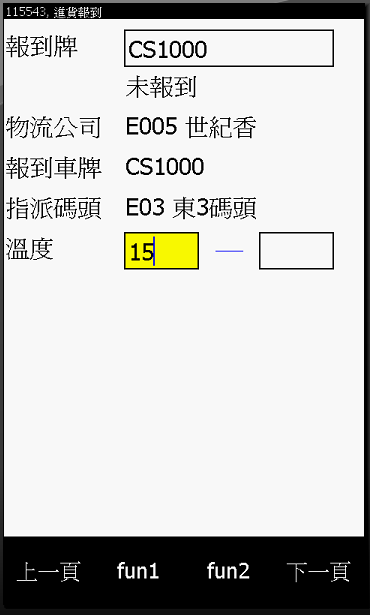 115543, 進貨報到
報到牌 CS1000
未報到
物流公司 E005 世紀香
報到車牌 CS1000
指派碼頭 E03 東3碼頭
溫度 15 —
上一頁 fun1 fun2 下一頁